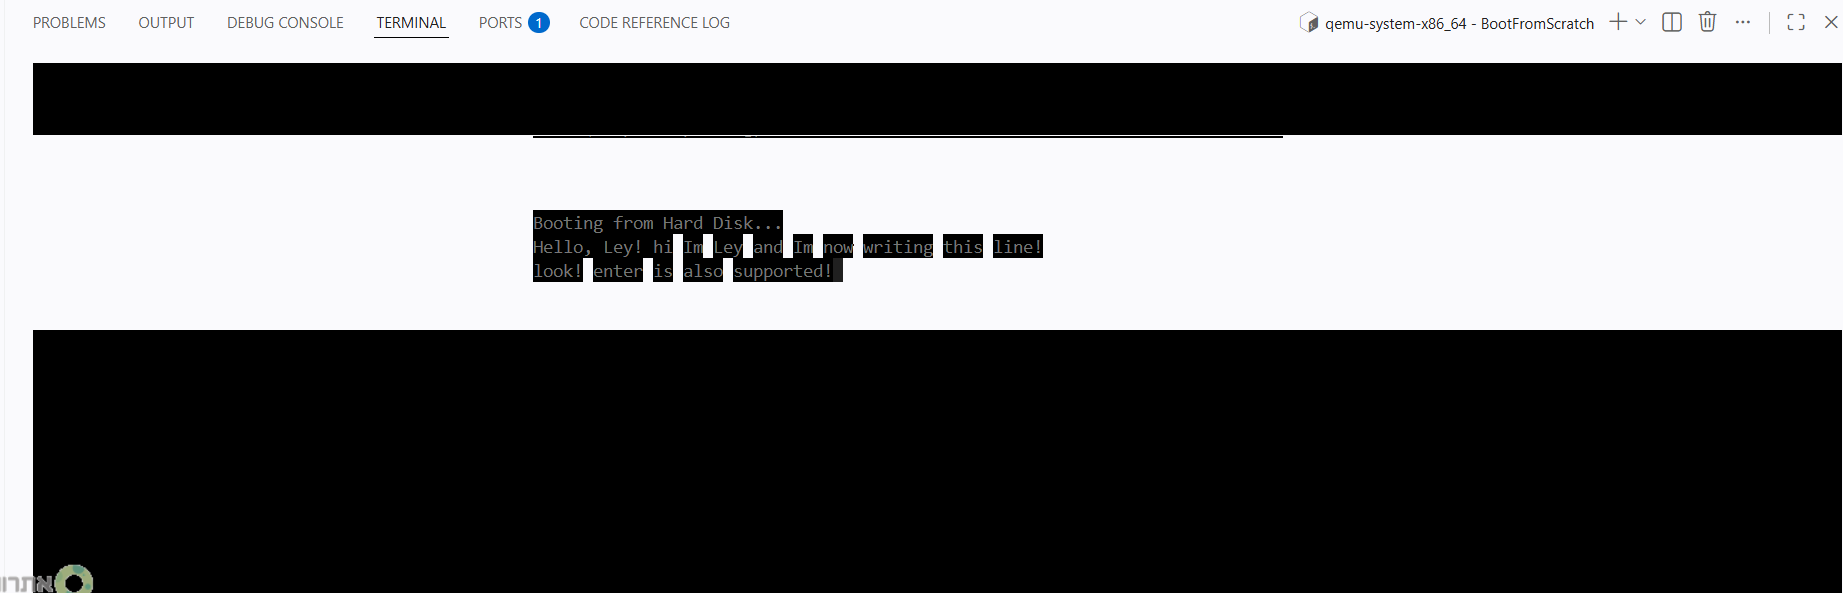 PROBLEMS OUTPUT DEBUG CONSOLE TERMINAL PORTS 1 CODE REFERENCE LOG qemu-system-x86_64 - BootFromScratch
Booting from Hard Disk...
Hello, Ley! hi Im Ley and Im now writing this line!
look! enter is also supported!